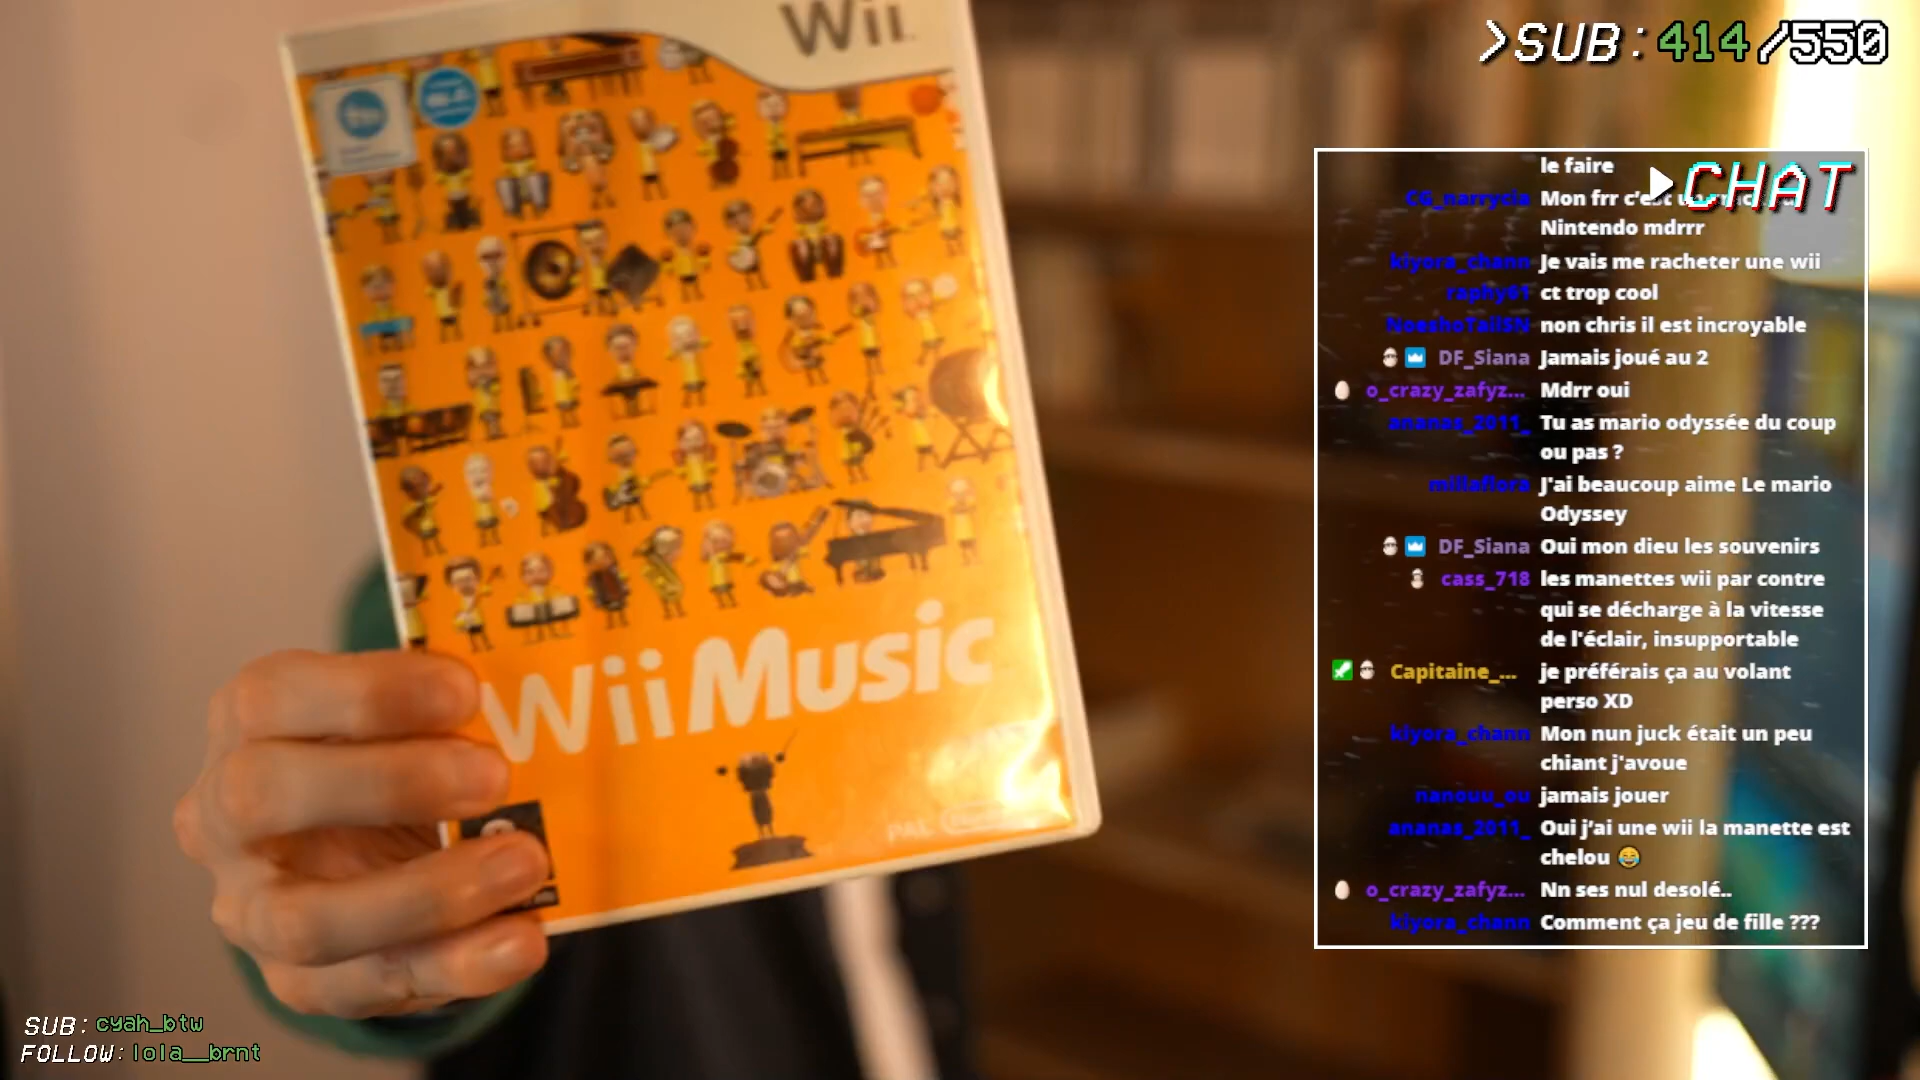 Wii
Wii Music
PAL
>SUB:414/550
CHAT
le faire
CG_narrycia Mon frr c'est
Nintendo mdrrr
kiyora_chann Je vais me racheter une wii
raphy61 ct trop cool
NoeshoTailSN non chris il est incroyable
DF_Siana Jamais joué au 2
o_crazy_zafyz... Mdrr oui
ananas_2011_ Tu as mario odyssée du coup
ou pas ?
millaflora J'ai beaucoup aime Le mario
Odyssey
DF_Siana Oui mon dieu les souvenirs
cass_718 les manettes wii par contre
qui se décharge à la vitesse
de l'éclair, insupportable
Capitaine_... je préférais ça au volant
perso XD
kiyora_chann Mon nun juck était un peu
chiant j'avoue
nanouu_ou jamais jouer
ananas_2011_ Oui j'ai une wii la manette est
chelou 😂
o_crazy_zafyz... Nn ses nul desolé..
kiyora_chann Comment ça jeu de fille ???
SUB: cyah_btw
FOLLOW: lola__brnt